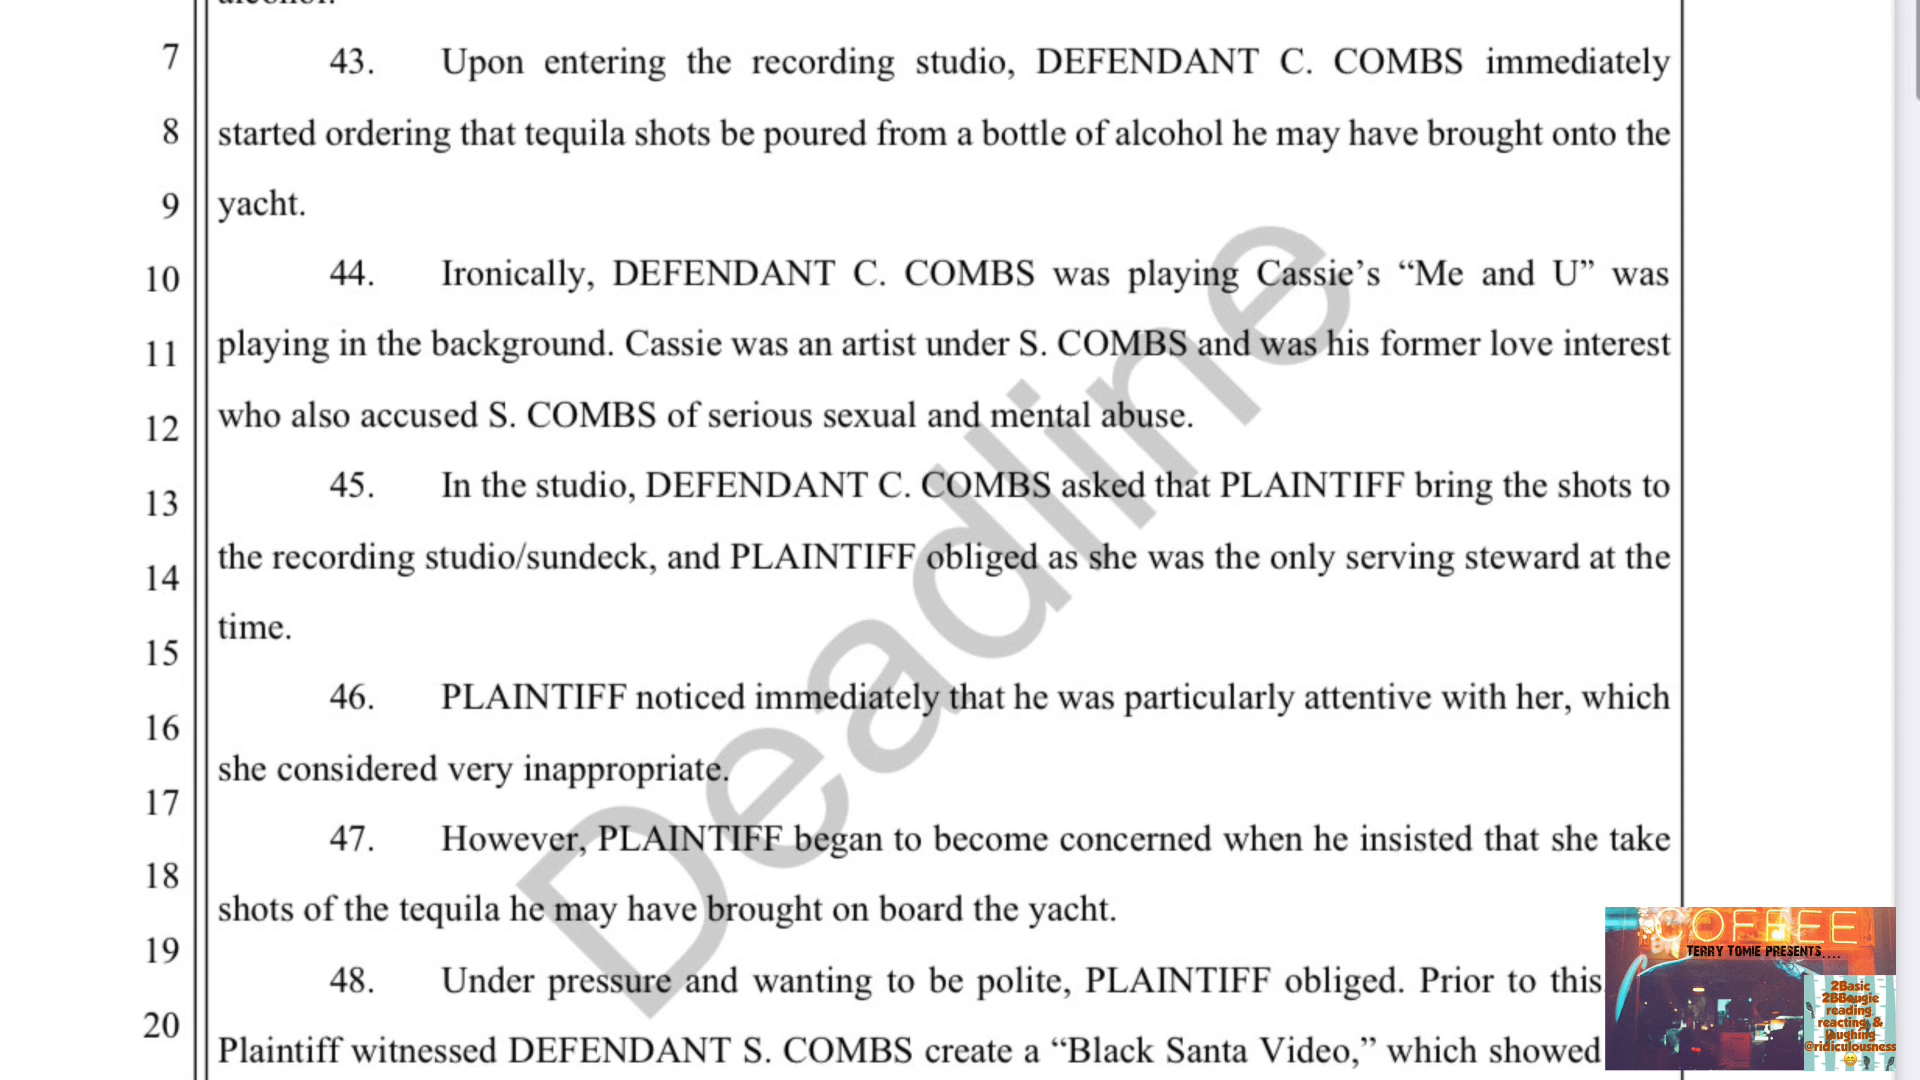 alcohol.
7 43. Upon entering the recording studio, DEFENDANT C. COMBS immediately
8 started ordering that tequila shots be poured from a bottle of alcohol he may have brought onto the
9 yacht.
10 44. Ironically, DEFENDANT C. COMBS was playing Cassie’s “Me and U” was
11 playing in the background. Cassie was an artist under S. COMBS and was his former love interest
12 who also accused S. COMBS of serious sexual and mental abuse.
13 45. In the studio, DEFENDANT C. COMBS asked that PLAINTIFF bring the shots to
14 the recording studio/sundeck, and PLAINTIFF obliged as she was the only serving steward at the
15 time.
16 46. PLAINTIFF noticed immediately that he was particularly attentive with her, which
she considered very inappropriate.
17
47. However, PLAINTIFF began to become concerned when he insisted that she take
18
shots of the tequila he may have brought on board the yacht.
19
48. Under pressure and wanting to be polite, PLAINTIFF obliged. Prior to this
20
Plaintiff witnessed DEFENDANT S. COMBS create a “Black Santa Video,” which showed
Deadline
COFFEE
TERRY TOMIE PRESENTS....
2Basic
2BBougie
reading
reacting, &
laughing
@ridiculousness